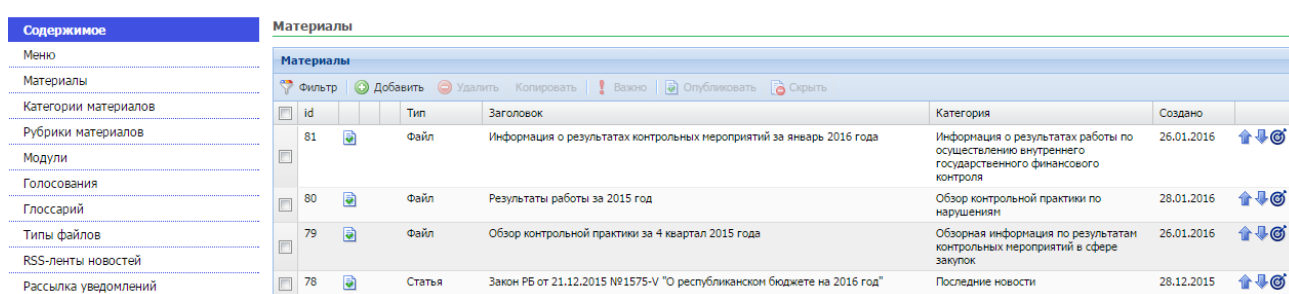 Содержимое
Меню
Материалы
Категории материалов
Рубрики материалов
Модули
Голосования
Глоссарий
Типы файлов
RSS-ленты новостей
Рассылка уведомлений
Материалы
Материалы
Фильтр Добавить Удалить Копировать Важно Опубликовать Скрыть
id Тип Заголовок Категория Создано
81 Файл Информация о результатах контрольных мероприятий за январь 2016 года Информация о результатах работы по 26.01.2016
осуществлению внутреннего
государственного финансового
контроля
80 Файл Результаты работы за 2015 год Обзор контрольной практики по 28.01.2016
нарушениям
79 Файл Обзор контрольной практики за 4 квартал 2015 года Обзорная информация по результатам 26.01.2016
контрольных мероприятий в сфере
закупок
78 Статья Закон РБ от 21.12.2015 №1575-V "О республиканском бюджете на 2016 год" Последние новости 28.12.2015